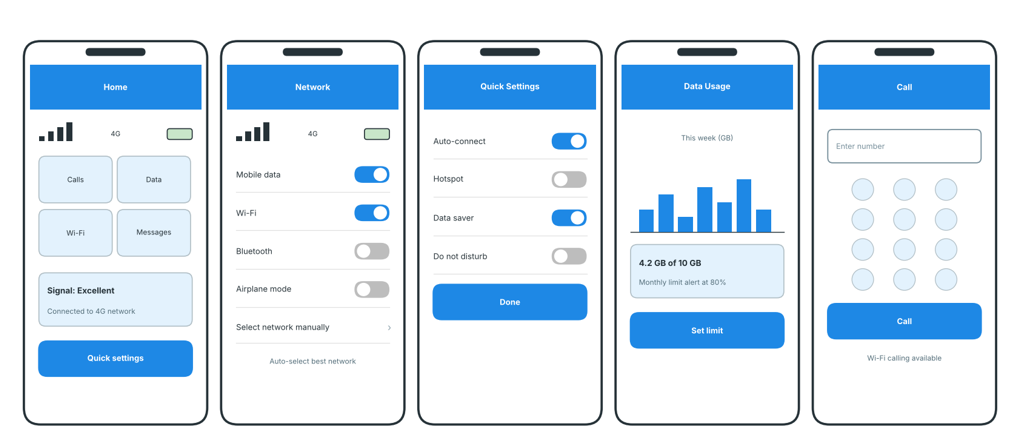 Home
4G
Calls
Data
Wi-Fi
Messages
Signal: Excellent
Connected to 4G network
Quick settings
Network
4G
Mobile data
Wi-Fi
Bluetooth
Airplane mode
Select network manually ›
Auto-select best network
Quick Settings
Auto-connect
Hotspot
Data saver
Do not disturb
Done
Data Usage
This week (GB)
4.2 GB of 10 GB
Monthly limit alert at 80%
Set limit
Call
Enter number
Call
Wi-Fi calling available